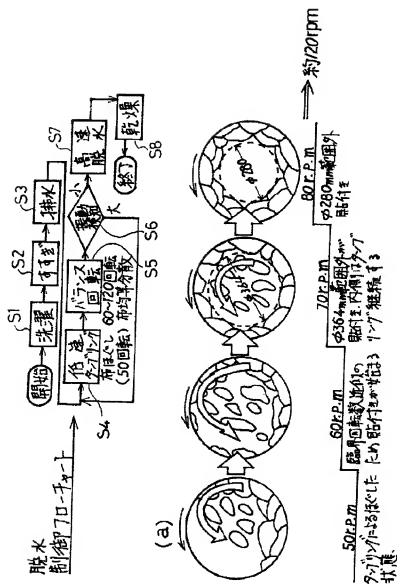 脱水
制御フローチャート
開始
S1
洗濯
S2
すすぎ
S3
排水
S4
低速
タンブリング
布ほぐし
(50回転)
バランス
回転
60~120回転
布均等分散
S5
振動
検知
S6
小
大
S7
高速
脱水
乾燥
S8
終了
(a)
φ364
φ280
50r.p.m
タンブリングによるほぐした
状態
60r.p.m
臨界回転数近似の
ため貼付きが始まる
70r.p.m
φ364mm範囲外が
貼付き、内側はタンブ
リング継続する
80r.p.m
φ280mm範囲外
貼付き
約120rpm